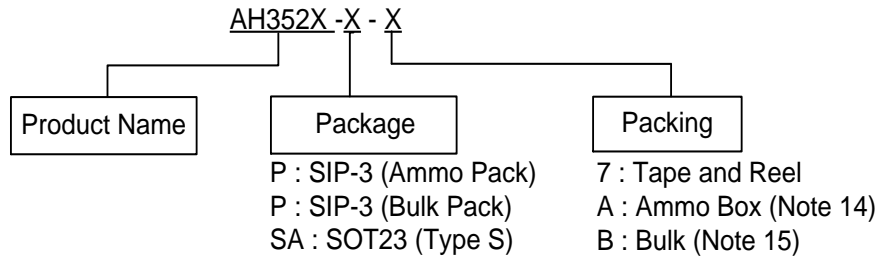 AH352X -X - X
Product Name
Package
Packing
P : SIP-3 (Ammo Pack)
P : SIP-3 (Bulk Pack)
SA : SOT23 (Type S)
7 : Tape and Reel
A : Ammo Box (Note 14)
B : Bulk (Note 15)